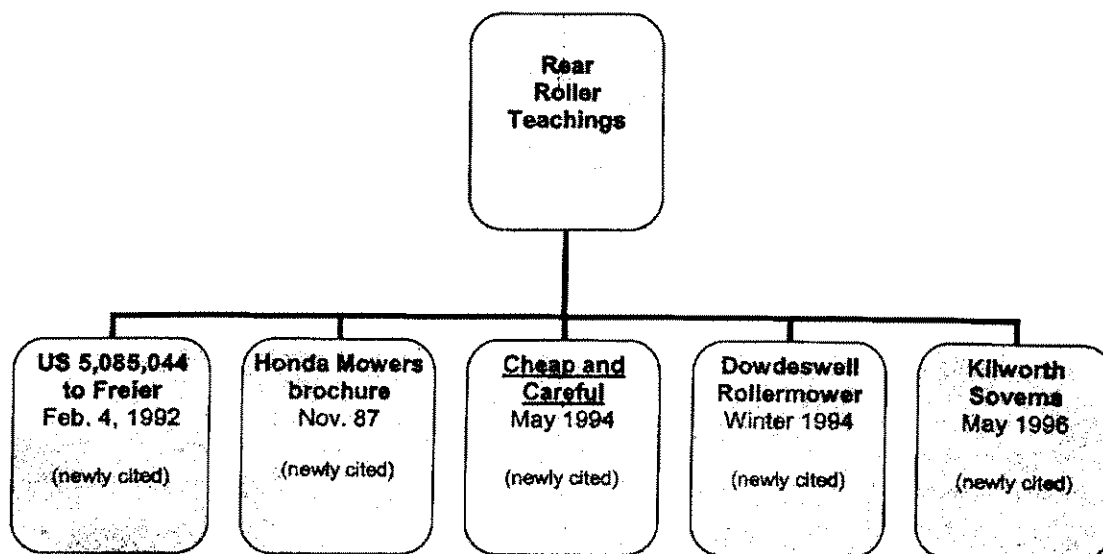 Rear
Roller
Teachings
US 5,085,044
to Freier
Feb. 4, 1992
(newly cited)
Honda Mowers
brochure
Nov. 87
(newly cited)
Cheap and
Careful
May 1994
(newly cited)
Dowdeswell
Rollermower
Winter 1994
(newly cited)
Kilworth
Sovema
May 1996
(newly cited)